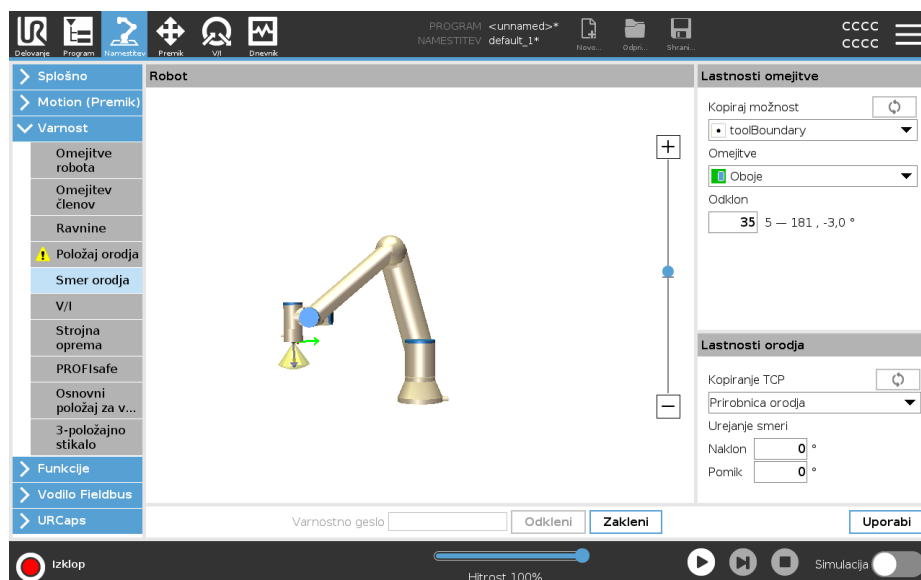 PROGRAM <unnamed>*
NAMESTITEV default_1*
CCCC
CCCC
Delovanje Program Namestitev Premik V/I Dnevnik Novo... Odpri... Shrani...
Splošno
Motion (Premik)
Varnost
Omejitve
robota
Omejitev
členov
Ravnine
Položaj orodja
Smer orodja
V/I
Strojna
oprema
PROFIsafe
Osnovni
položaj za v...
3-položajno
stikalo
Funkcije
Vodilo Fieldbus
URCaps
Robot
Lastnosti omejitve
Kopiraj možnost
toolBoundary
Omejitve
Oboje
Odklon
35 5 — 181 , -3,0 °
Lastnosti orodja
Kopiranje TCP
Prirobnica orodja
Urejanje smeri
Naklon 0 °
Pomik 0 °
Varnostno geslo Odkleni Zakleni Uporabi
Izklop
Hitrost 100%
Simulacija